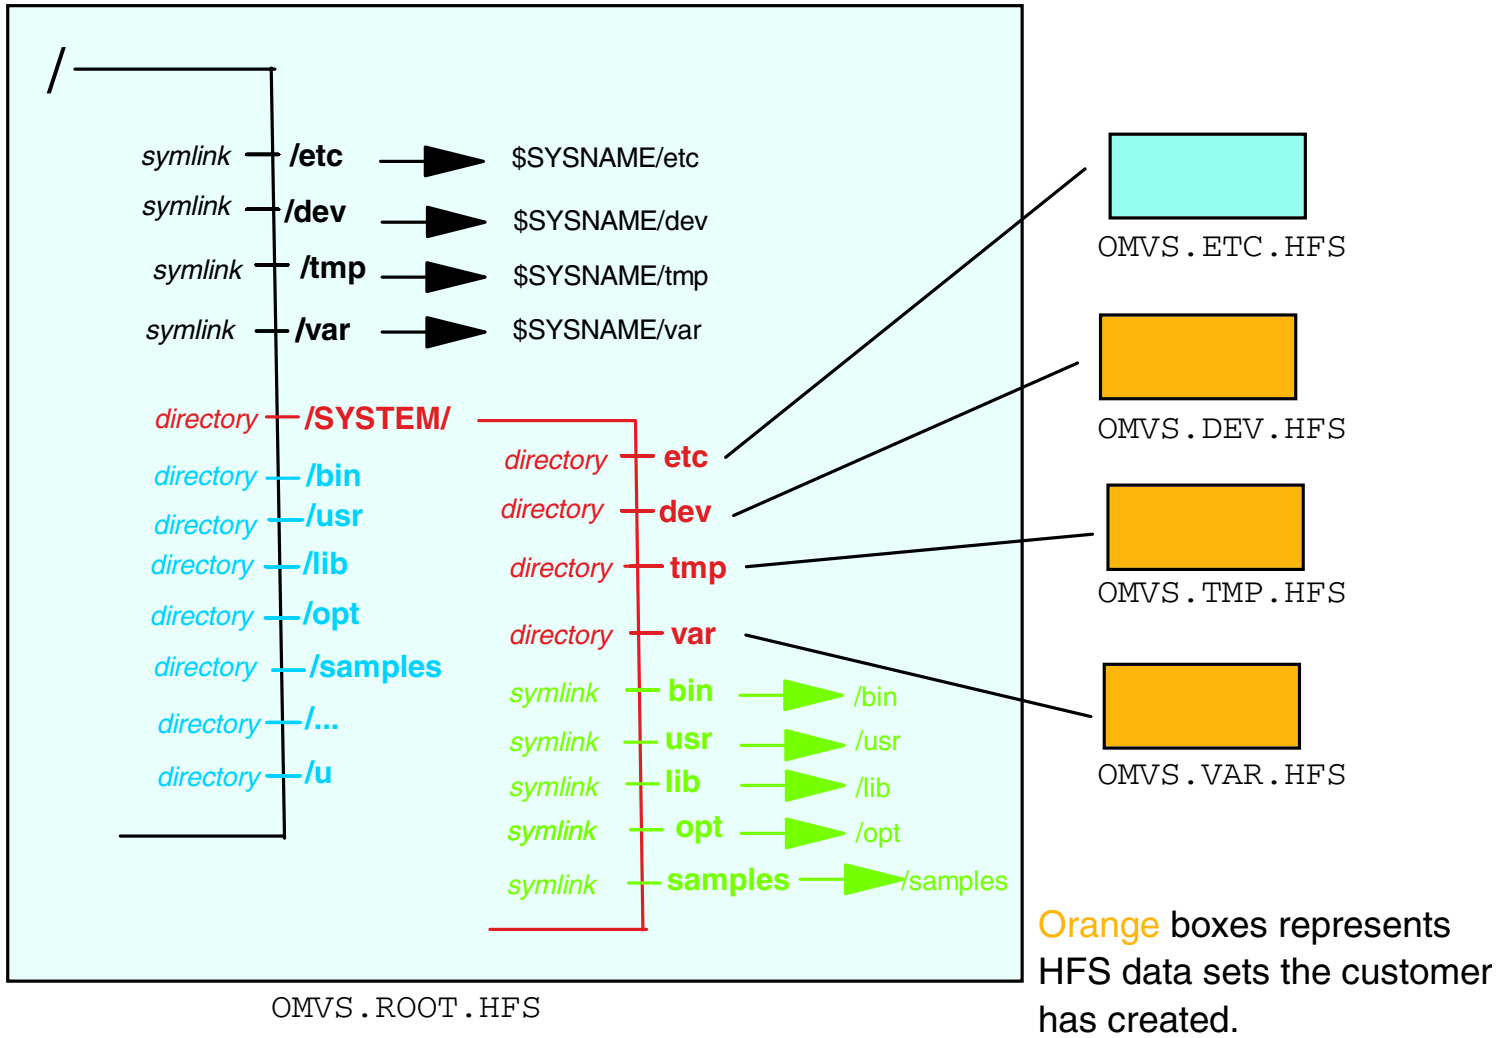 /
symlink /etc $SYSNAME/etc
symlink /dev $SYSNAME/dev
symlink /tmp $SYSNAME/tmp
symlink /var $SYSNAME/var
directory /SYSTEM/
directory /bin
directory /usr
directory /lib
directory /opt
directory /samples
directory /...
directory /u
directory etc
directory dev
directory tmp
directory var
symlink bin /bin
symlink usr /usr
symlink lib /lib
symlink opt /opt
symlink samples /samples
OMVS.ROOT.HFS
OMVS.ETC.HFS
OMVS.DEV.HFS
OMVS.TMP.HFS
OMVS.VAR.HFS
Orange boxes represents
HFS data sets the customer
has created.